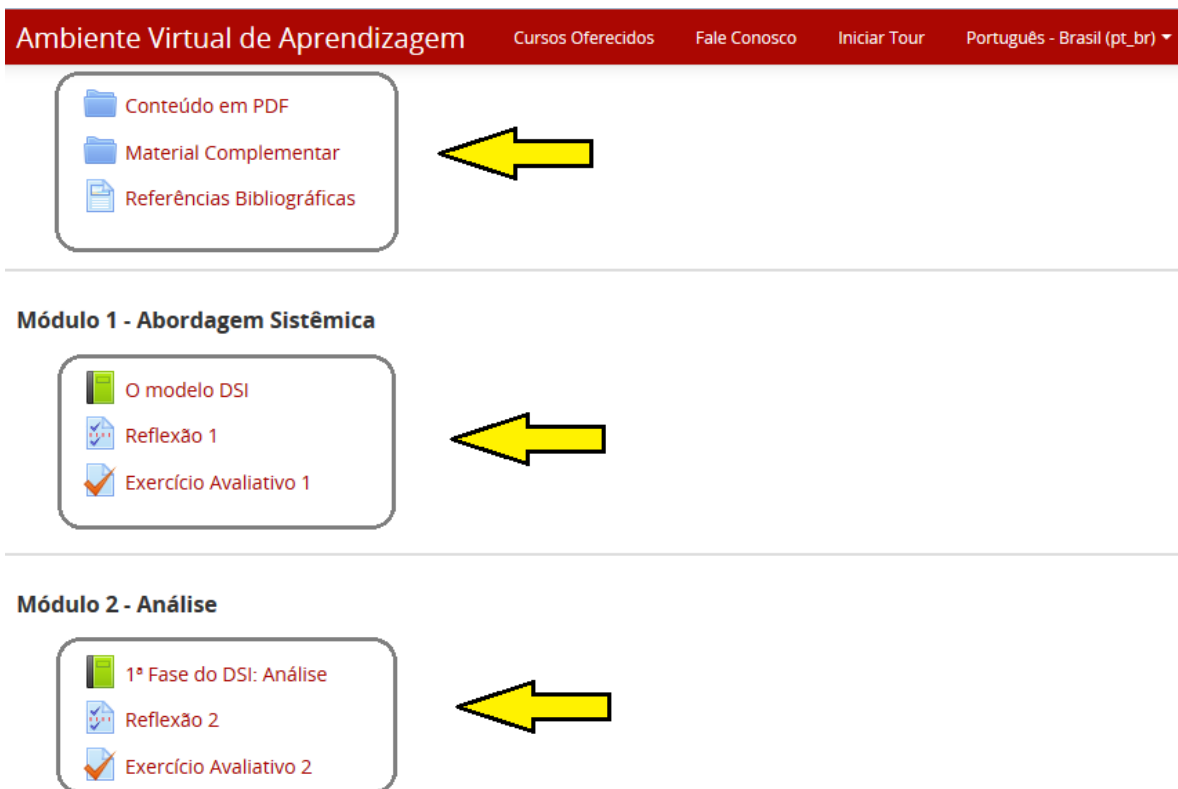 Ambiente Virtual de Aprendizagem Cursos Oferecidos Fale Conosco Iniciar Tour Português - Brasil (pt_br)
Conteúdo em PDF
Material Complementar
Referências Bibliográficas
Módulo 1 - Abordagem Sistêmica
O modelo DSI
Reflexão 1
Exercício Avaliativo 1
Módulo 2 - Análise
1ª Fase do DSI: Análise
Reflexão 2
Exercício Avaliativo 2